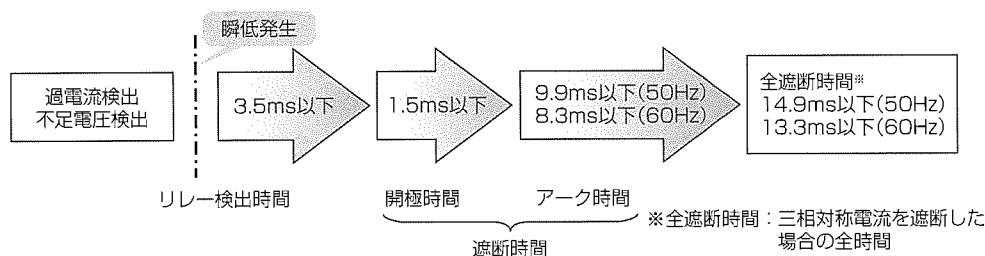 瞬低発生
過電流検出
不足電圧検出
3.5ms以下
1.5ms以下
9.9ms以下(50Hz)
8.3ms以下(60Hz)
全遮断時間※
14.9ms以下(50Hz)
13.3ms以下(60Hz)
リレー検出時間
開極時間
アーク時間
遮断時間
※全遮断時間：三相対称電流を遮断した
場合の全時間